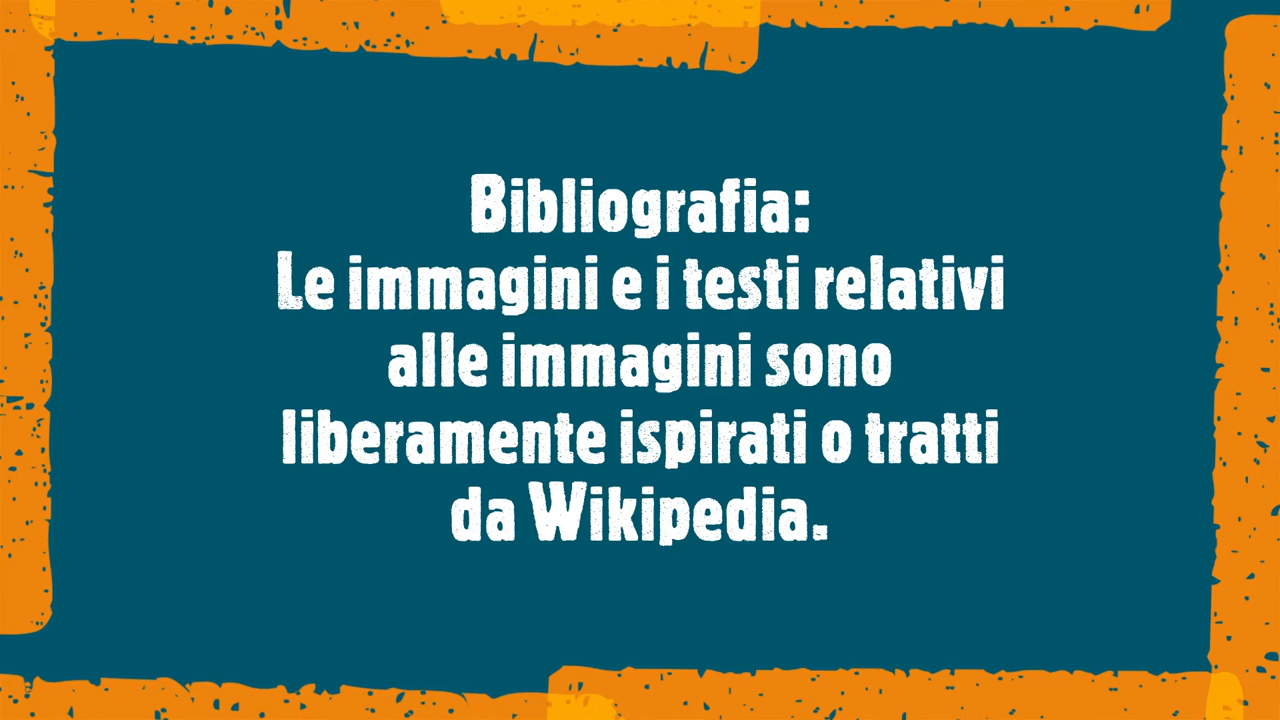 Bibliografia:
Le immagini e i testi relativi
alle immagini sono
liberamente ispirati o tratti
da Wikipedia.